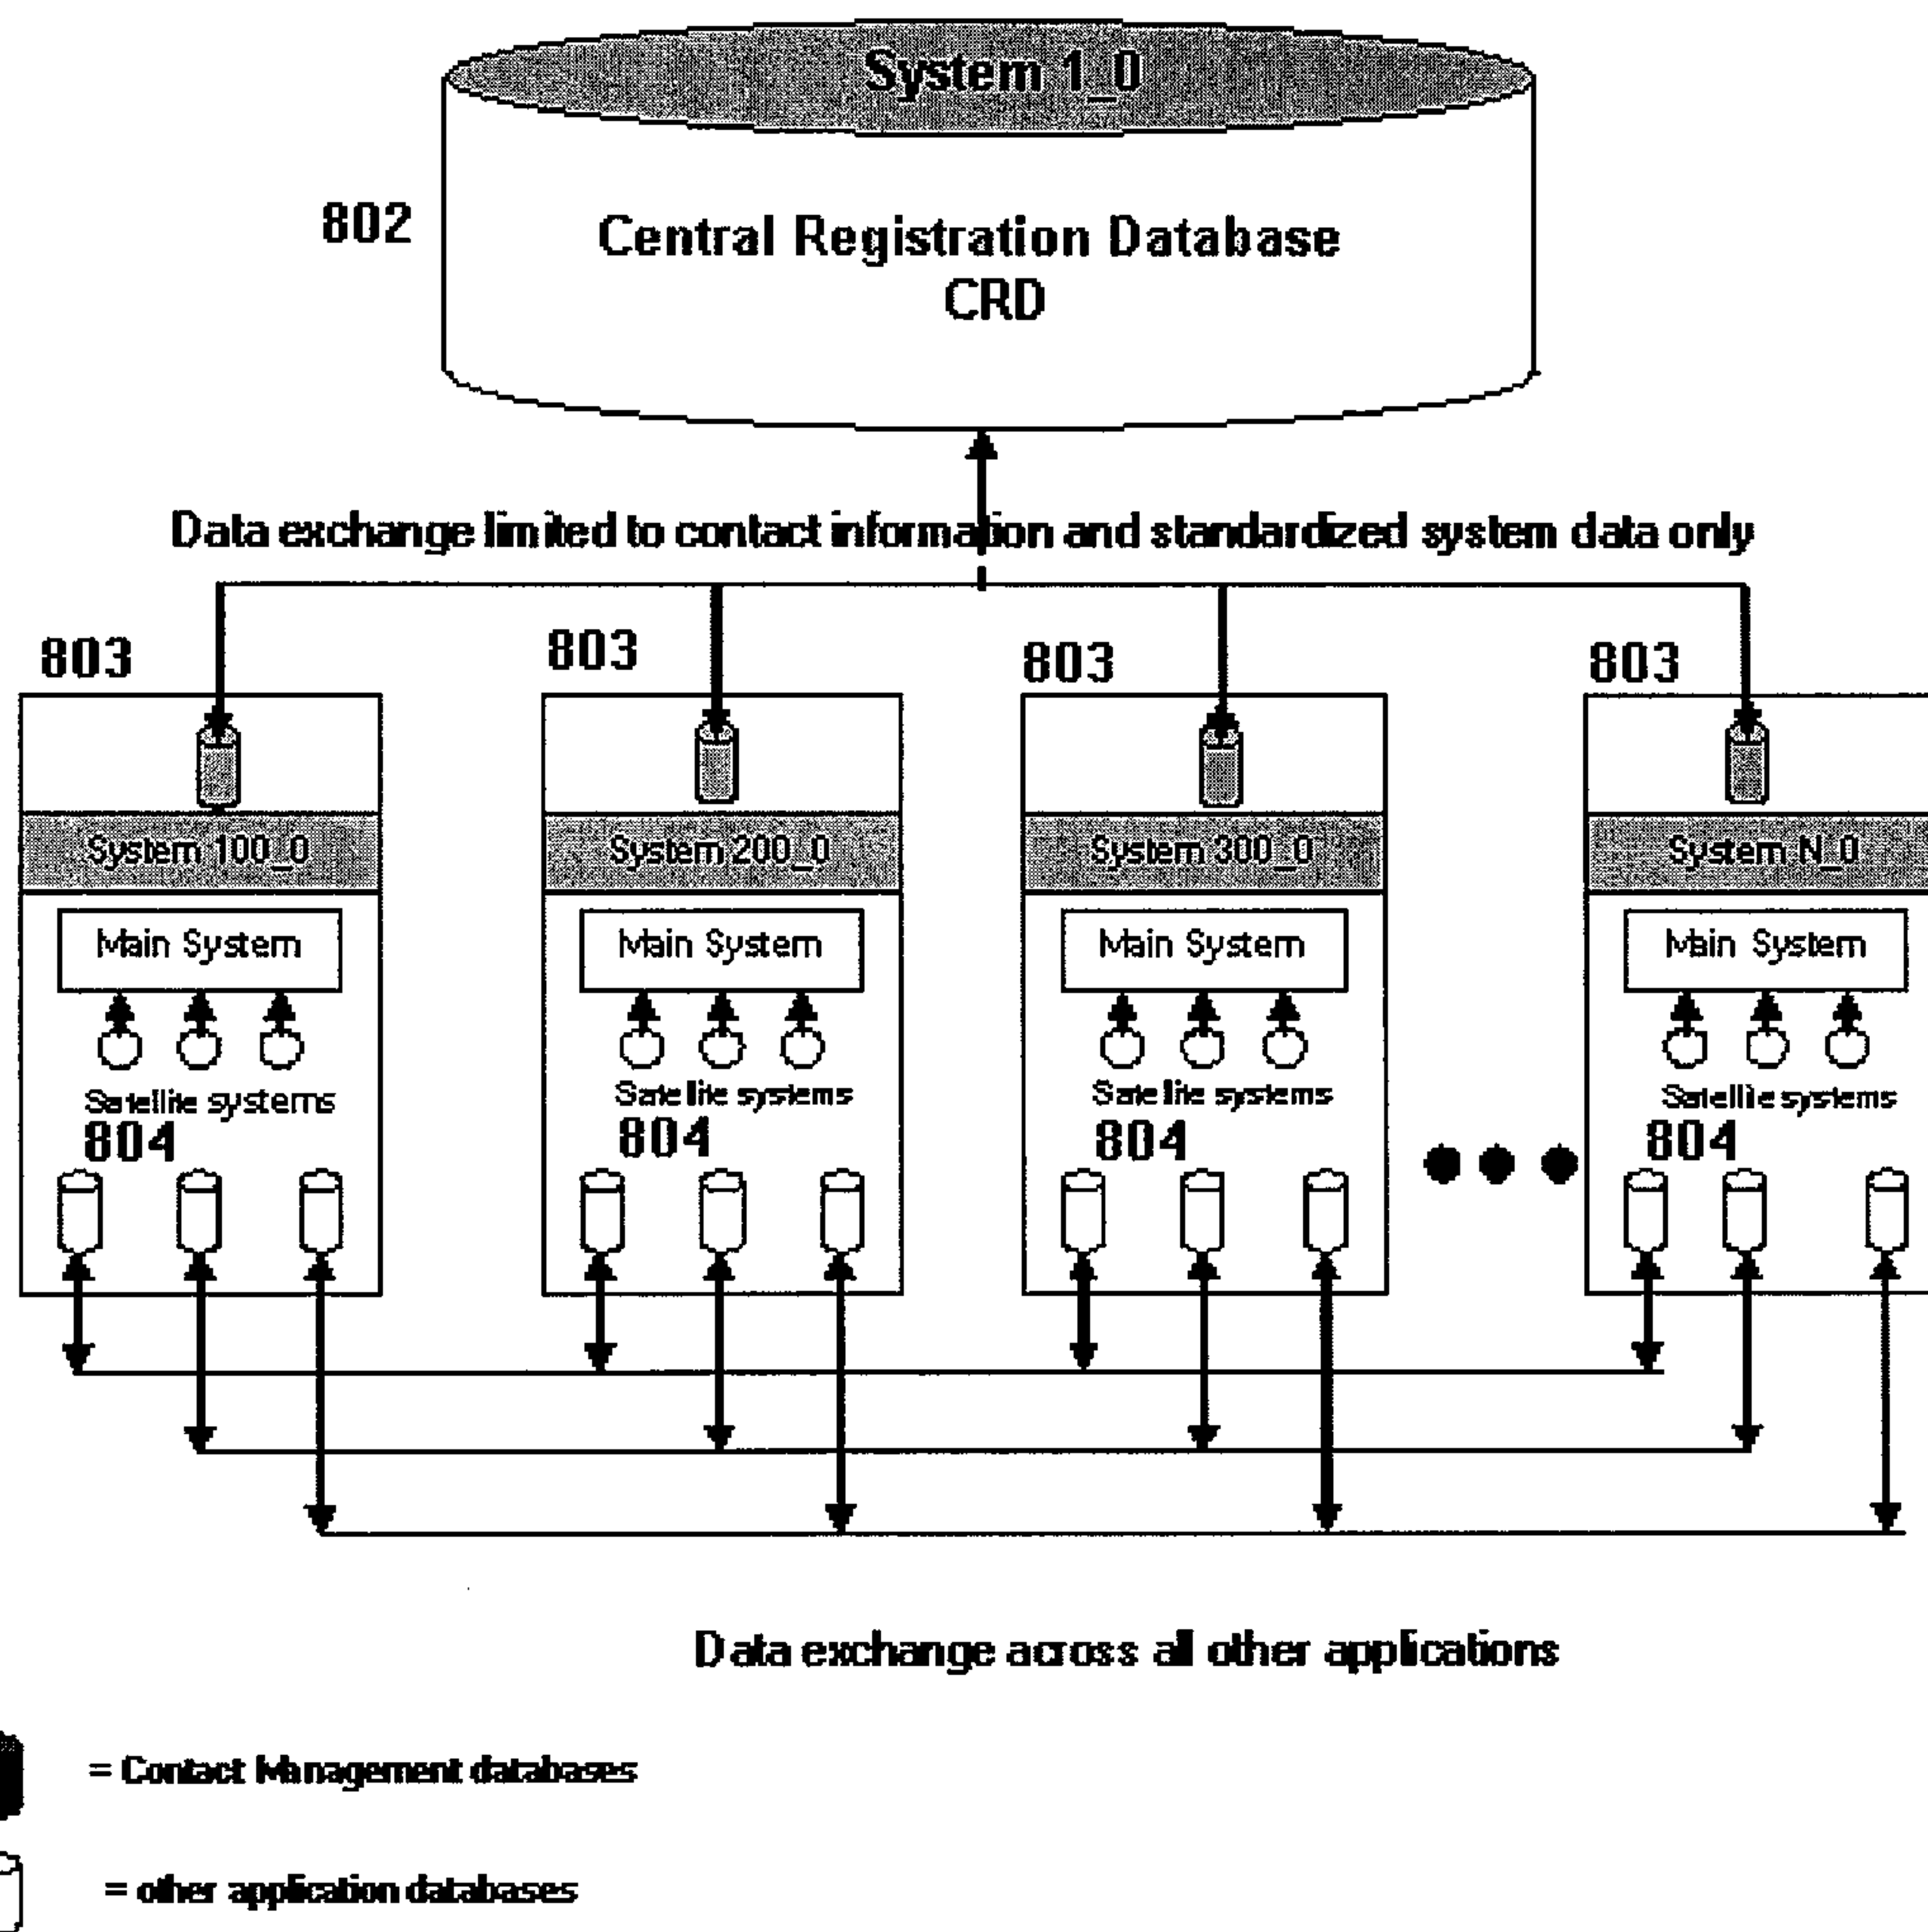 System 1_0
802
Central Registration Database
CRD
Data exchange limited to contact information and standardized system data only
803 803 803 803
System 100_0 System 200_0 System 300_0 System N_0
Main System Main System Main System Main System
Satellite systems Satellite systems Satellite systems Satellite systems
804 804 804 804
Data exchange across all other applications
= Contact Management databases
= other application databases